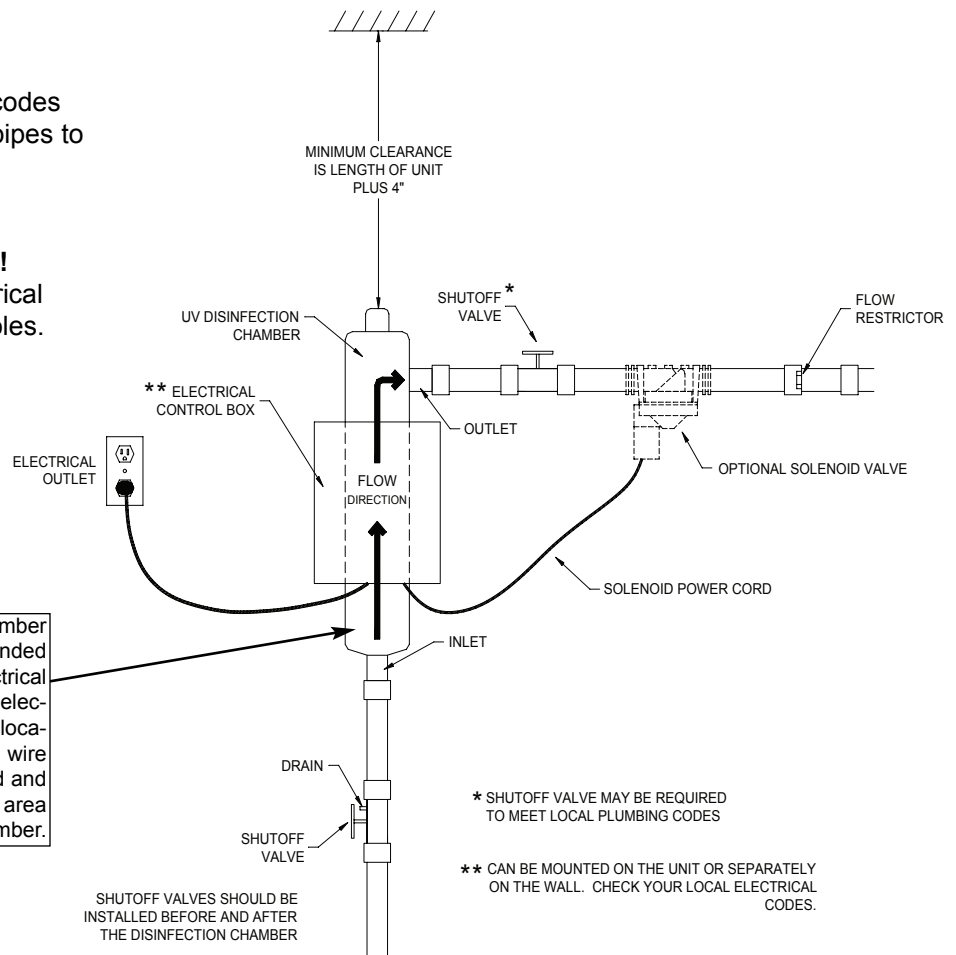 codes
pipes to
!
rical
oles.
MINIMUM CLEARANCE
IS LENGTH OF UNIT
PLUS 4"
UV DISINFECTION
CHAMBER
SHUTOFF *
VALVE
FLOW
RESTRICTOR
** ELECTRICAL
CONTROL BOX
OUTLET
ELECTRICAL
OUTLET
OPTIONAL SOLENOID VALVE
FLOW
DIRECTION
SOLENOID POWER CORD
INLET
mber
nded
ctrical
elec-
loca-
wire
d and
area
mber.
DRAIN
SHUTOFF
VALVE
* SHUTOFF VALVE MAY BE REQUIRED
TO MEET LOCAL PLUMBING CODES
** CAN BE MOUNTED ON THE UNIT OR SEPARATELY
ON THE WALL. CHECK YOUR LOCAL ELECTRICAL
CODES.
SHUTOFF VALVES SHOULD BE
INSTALLED BEFORE AND AFTER
THE DISINFECTION CHAMBER